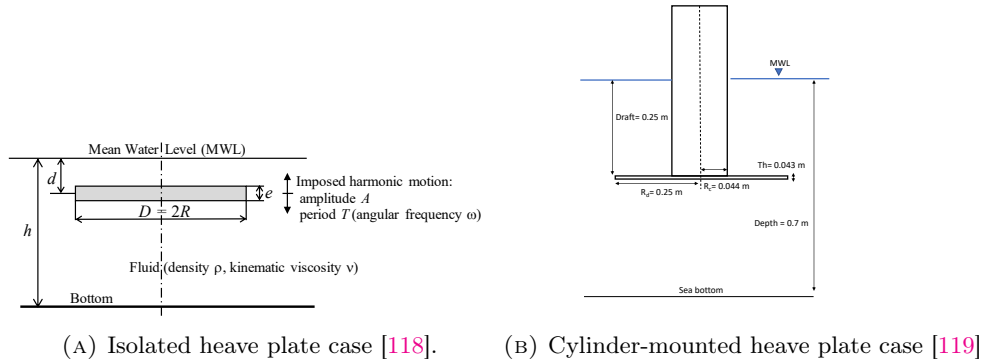 Mean Water Level (MWL)
d
Imposed harmonic motion:
e
amplitude A
D = 2R
period T (angular frequency ω)
h
Fluid (density ρ, kinematic viscosity ν)
Bottom
(A) Isolated heave plate case [118].
MWL
Draft= 0.25 m
Th= 0.043 m
R_d= 0.25 m
R_c= 0.044 m
Depth= 0.7 m
Sea bottom
(B) Cylinder-mounted heave plate case [119]